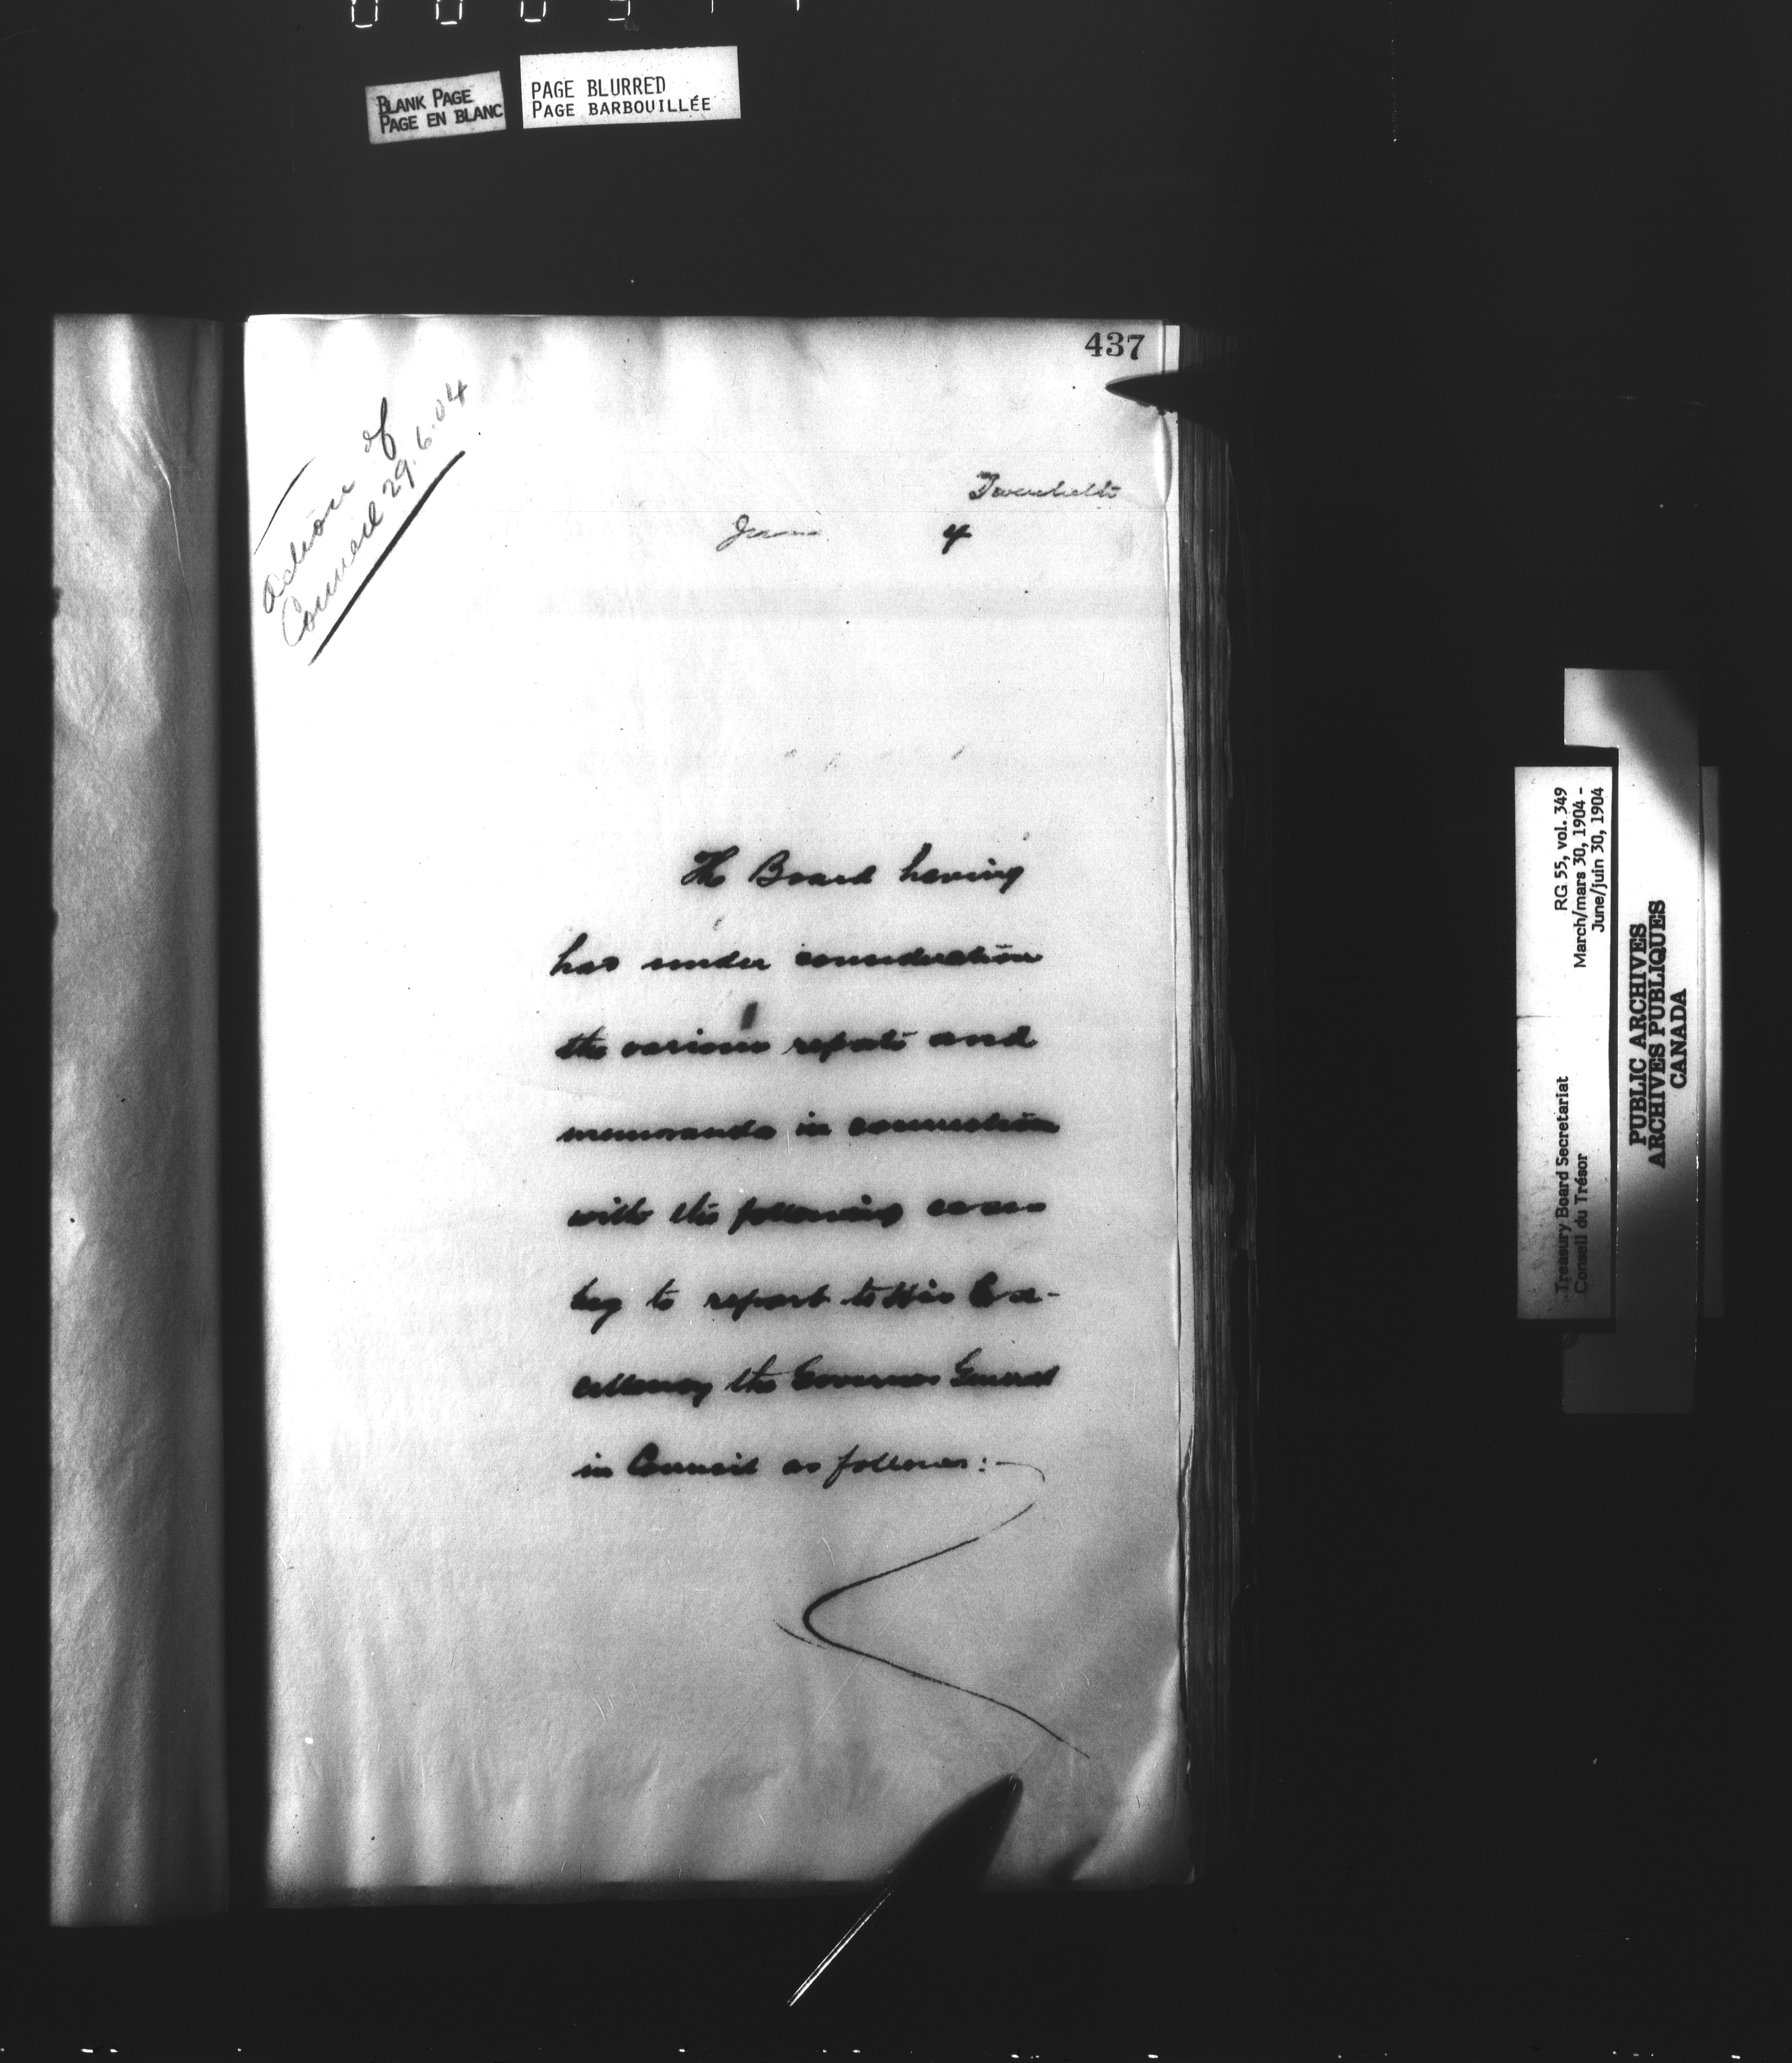 BLANK PAGE
PAGE EN BLANC
PAGE BLURRED
PAGE BARBOUILLÉE
437
Action of
Council 29.6.04
Twentieth
June 4
The Board having
had under consideration
the various reports and
memoranda in connection
with the following cases
beg to report to His Ex-
cellency the Governor General
in Council as follows:-
RG 55, vol. 349
March/mars 30, 1904 -
June/juin 30, 1904
Treasury Board Secretariat
Conseil du Trésor
PUBLIC ARCHIVES
ARCHIVES PUBLIQUES
CANADA